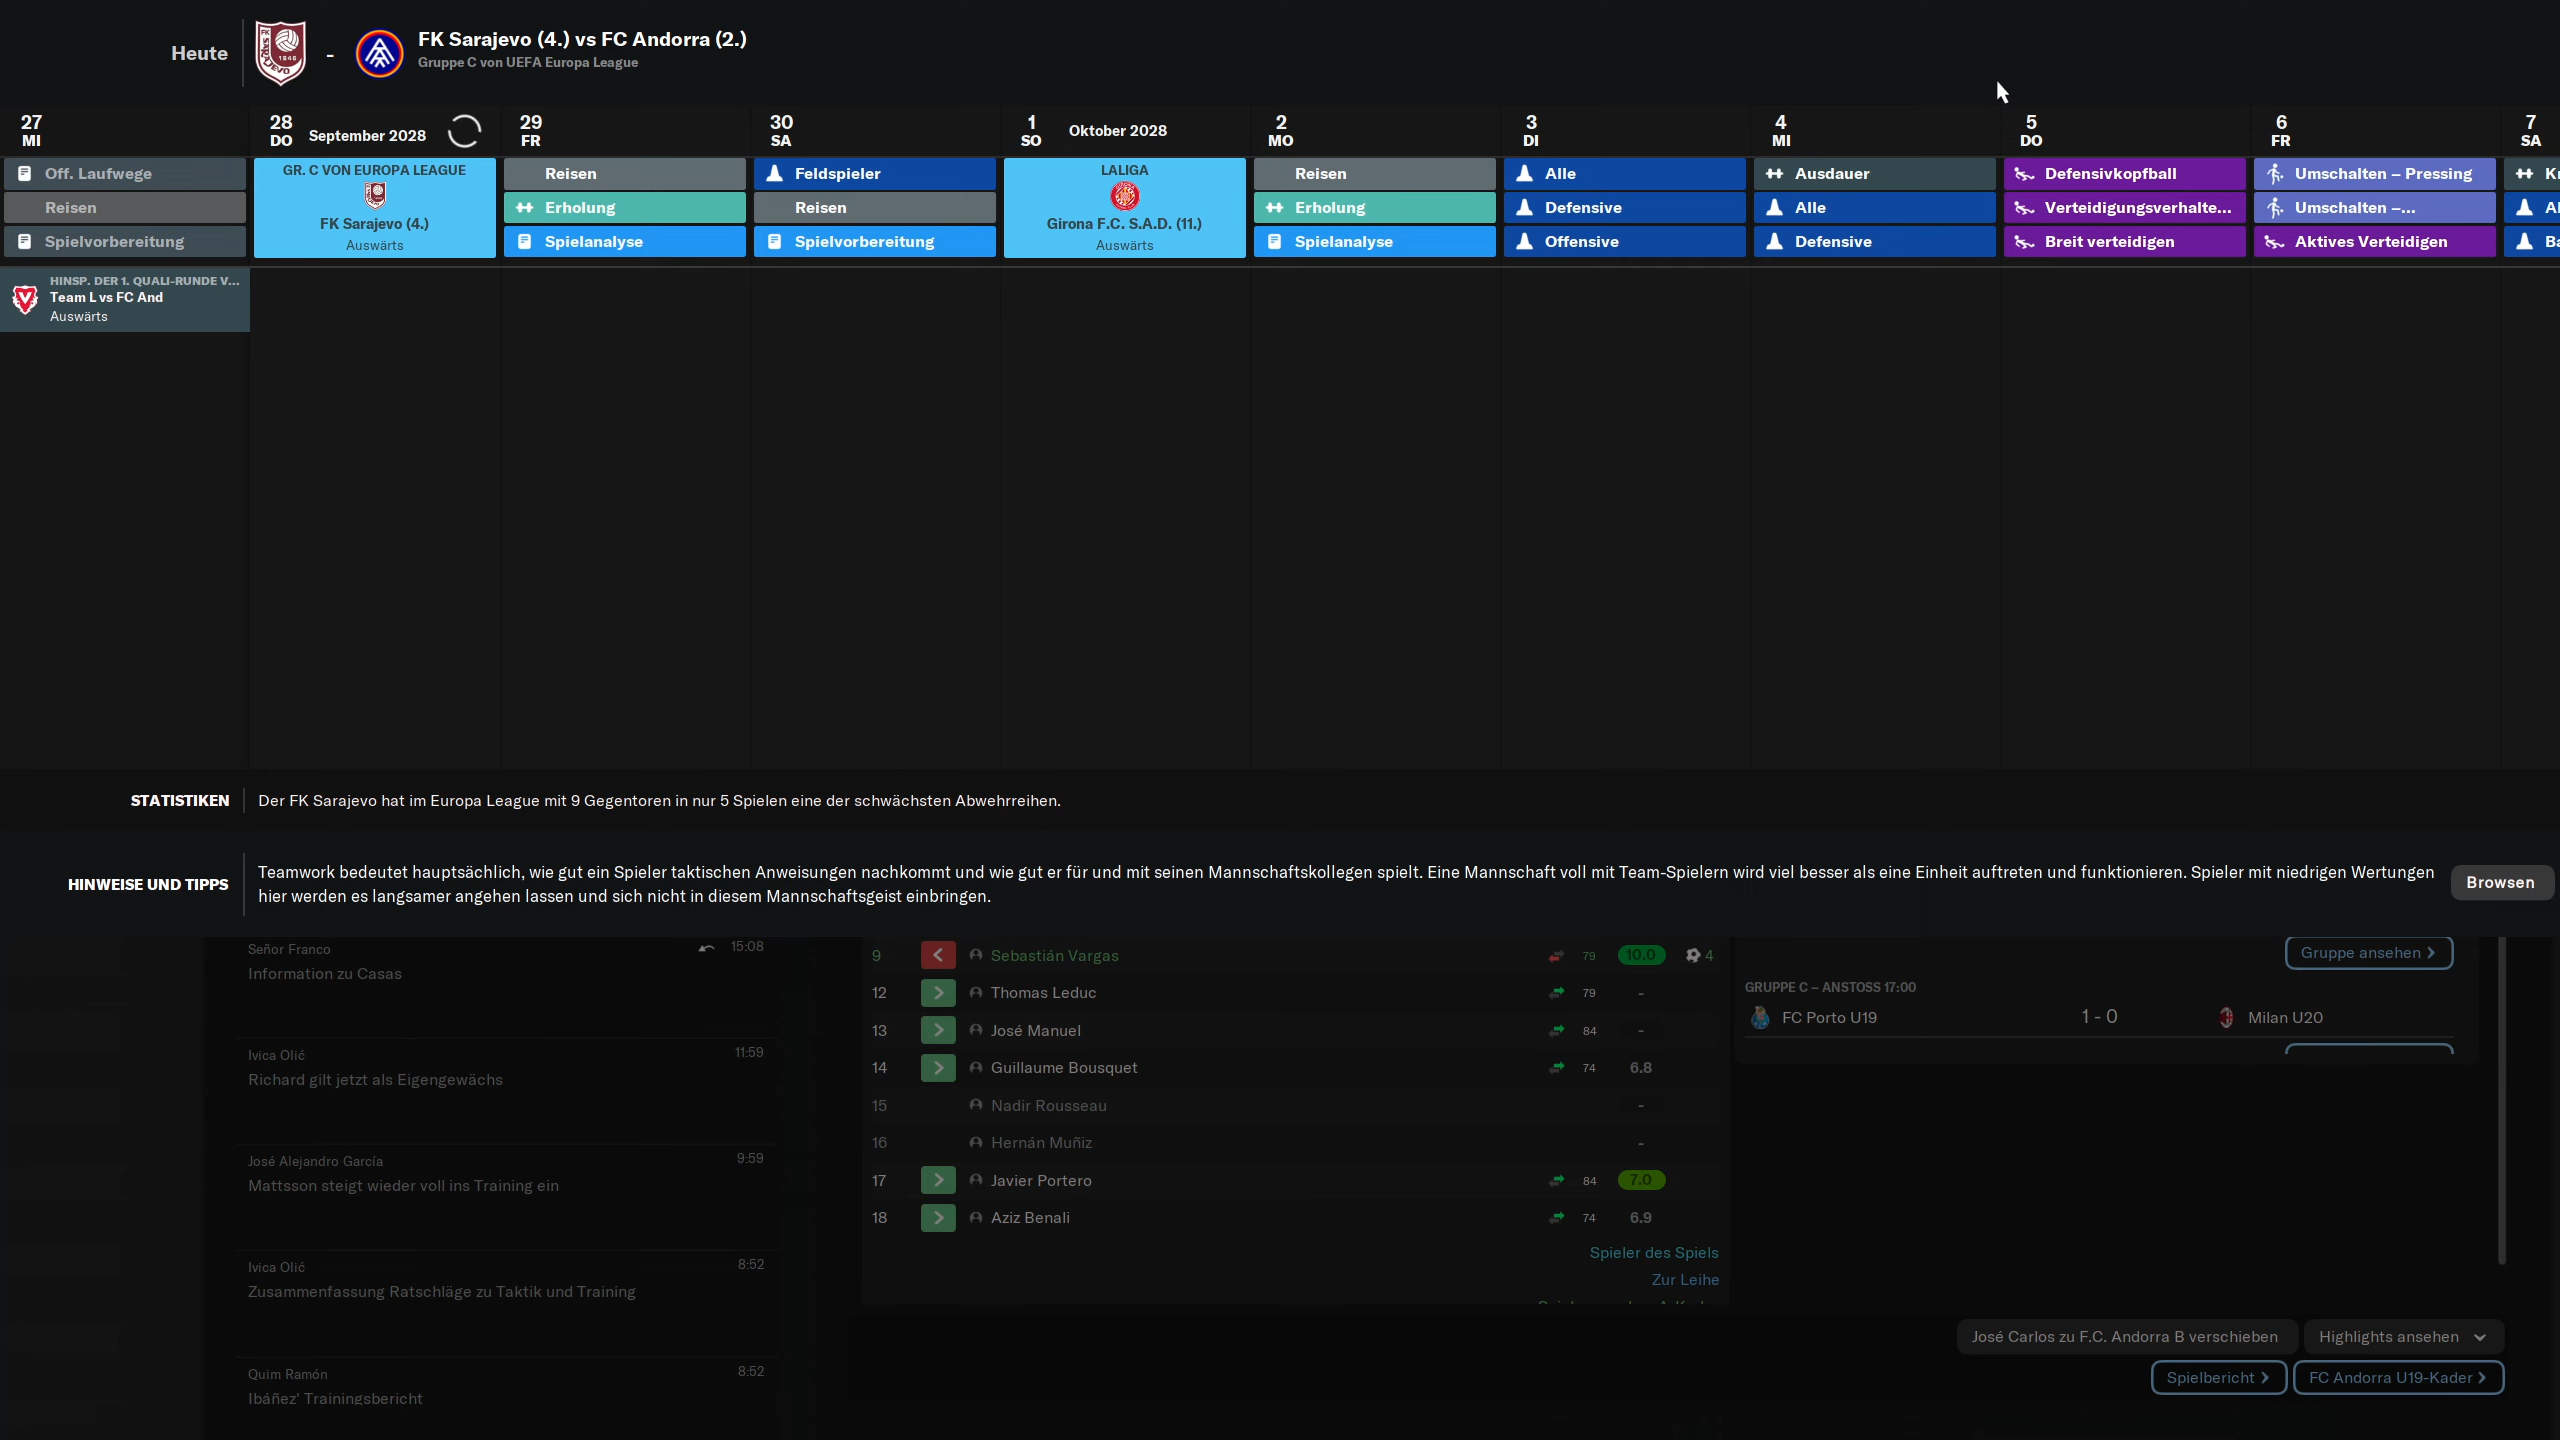 Heute
FK Sarajevo (4.) vs FC Andorra (2.)
Gruppe C von UEFA Europa League
27 MI
28 DO September 2028
29 FR
30 SA
1 SO Oktober 2028
2 MO
3 DI
4 MI
5 DO
6 FR
7 SA
Off. Laufwege
Reisen
Spielvorbereitung
GR. C VON EUROPA LEAGUE
FK Sarajevo (4.)
Auswärts
Reisen
Erholung
Spielanalyse
Feldspieler
Reisen
Spielvorbereitung
LALIGA
Girona F.C. S.A.D. (11.)
Auswärts
Reisen
Erholung
Spielanalyse
Alle
Defensive
Offensive
Ausdauer
Alle
Defensive
Defensivkopfball
Verteidigungsverhalte...
Breit verteidigen
Umschalten – Pressing
Umschalten –...
Aktives Verteidigen
HINSP. DER 1. QUALI-RUNDE V...
Team L vs FC And
Auswärts
STATISTIKEN
Der FK Sarajevo hat im Europa League mit 9 Gegentoren in nur 5 Spielen eine der schwächsten Abwehrreihen.
HINWEISE UND TIPPS
Teamwork bedeutet hauptsächlich, wie gut ein Spieler taktischen Anweisungen nachkommt und wie gut er für und mit seinen Mannschaftskollegen spielt. Eine Mannschaft voll mit Team-Spielern wird viel besser als eine Einheit auftreten und funktionieren. Spieler mit niedrigen Wertungen
hier werden es langsamer angehen lassen und sich nicht in diesem Mannschaftsgeist einbringen.
Browsen
Señor Franco 15:08
Information zu Casas
Ivica Olić 11:59
Richard gilt jetzt als Eigengewächs
José Alejandro García 9:59
Mattsson steigt wieder voll ins Training ein
Ivica Olić 8:52
Zusammenfassung Ratschläge zu Taktik und Training
Quim Ramón 8:52
Ibáñez' Trainingsbericht
9 Sebastián Vargas 79 10.0 4
12 Thomas Leduc 79 -
13 José Manuel 84 -
14 Guillaume Bousquet 74 6.8
15 Nadir Rousseau -
16 Hernán Muñiz -
17 Javier Portero 84 7.0
18 Aziz Benali 74 6.9
Spieler des Spiels
Zur Leihe
Gruppe ansehen
GRUPPE C – ANSTOSS 17:00
FC Porto U19 1 - 0 Milan U20
José Carlos zu F.C. Andorra B verschieben
Highlights ansehen
Spielbericht
FC Andorra U19-Kader